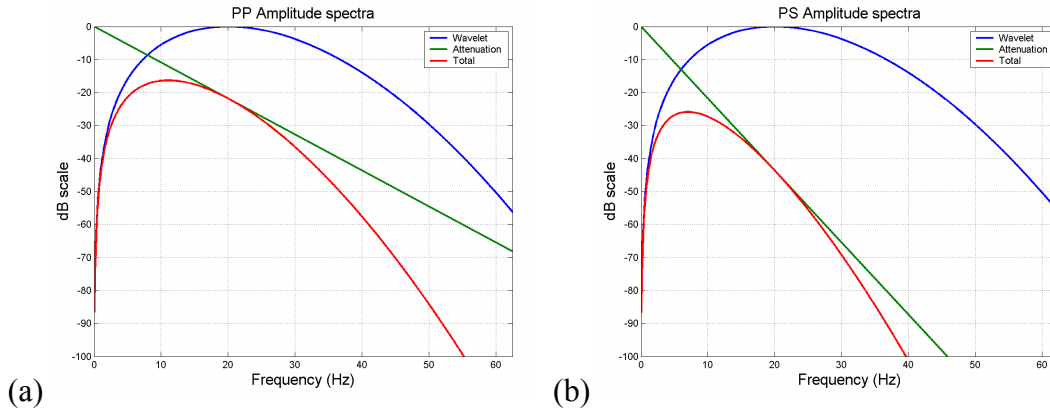 PP Amplitude spectra
Wavelet
Attenuation
Total
dB scale
0
-10
-20
-30
-40
-50
-60
-70
-80
-90
-100
0 10 20 30 40 50 60
Frequency (Hz)
(a)
PS Amplitude spectra
Wavelet
Attenuation
Total
dB scale
0
-10
-20
-30
-40
-50
-60
-70
-80
-90
-100
0 10 20 30 40 50 60
Frequency (Hz)
(b)